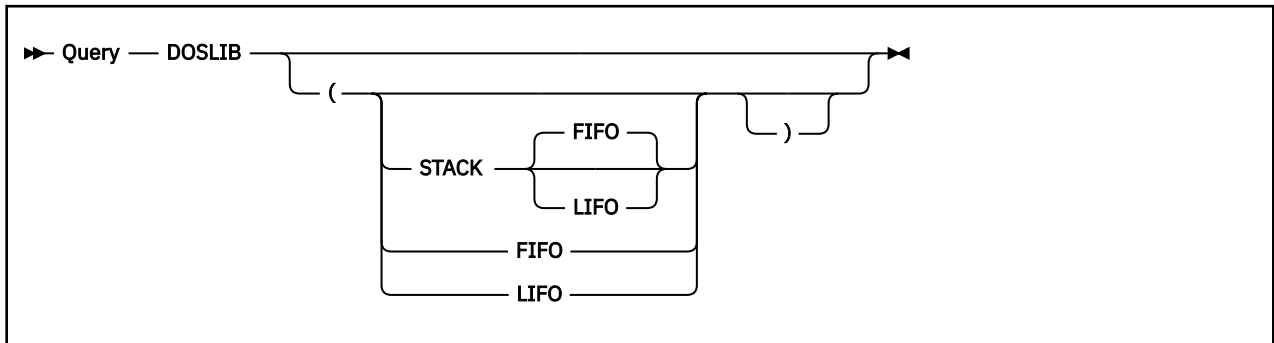 Query DOSLIB
(
FIFO
)
STACK
LIFO
FIFO
LIFO